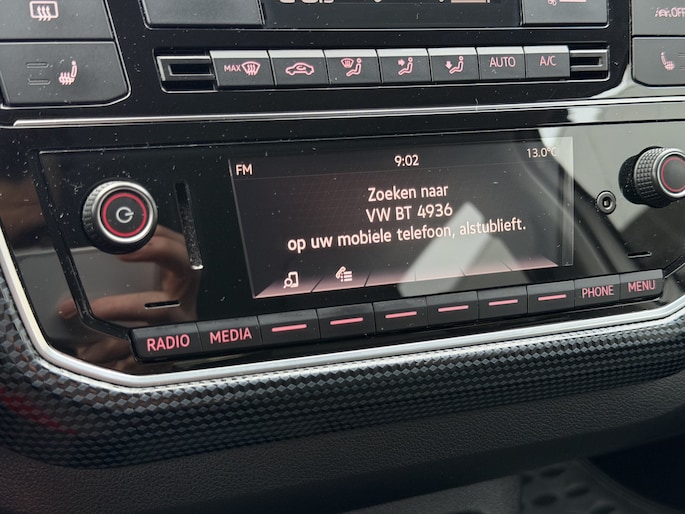 OFF
MAX
AUTO
A/C
FM
9:02
13.0°C
Zoeken naar
VW BT 4936
op uw mobiele telefoon, alstublieft.
RADIO
MEDIA
PHONE
MENU